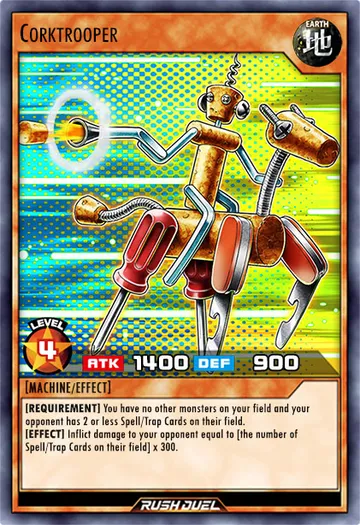 CORKTROOPER
EARTH
地
LEVEL
4
ATK 1400 DEF 900
[MACHINE/EFFECT]
[REQUIREMENT] You have no other monsters on your field and your
opponent has 2 or less Spell/Trap Cards on their field.
[EFFECT] Inflict damage to your opponent equal to [the number of
Spell/Trap Cards on their field] x 300.
RUSH DUEL